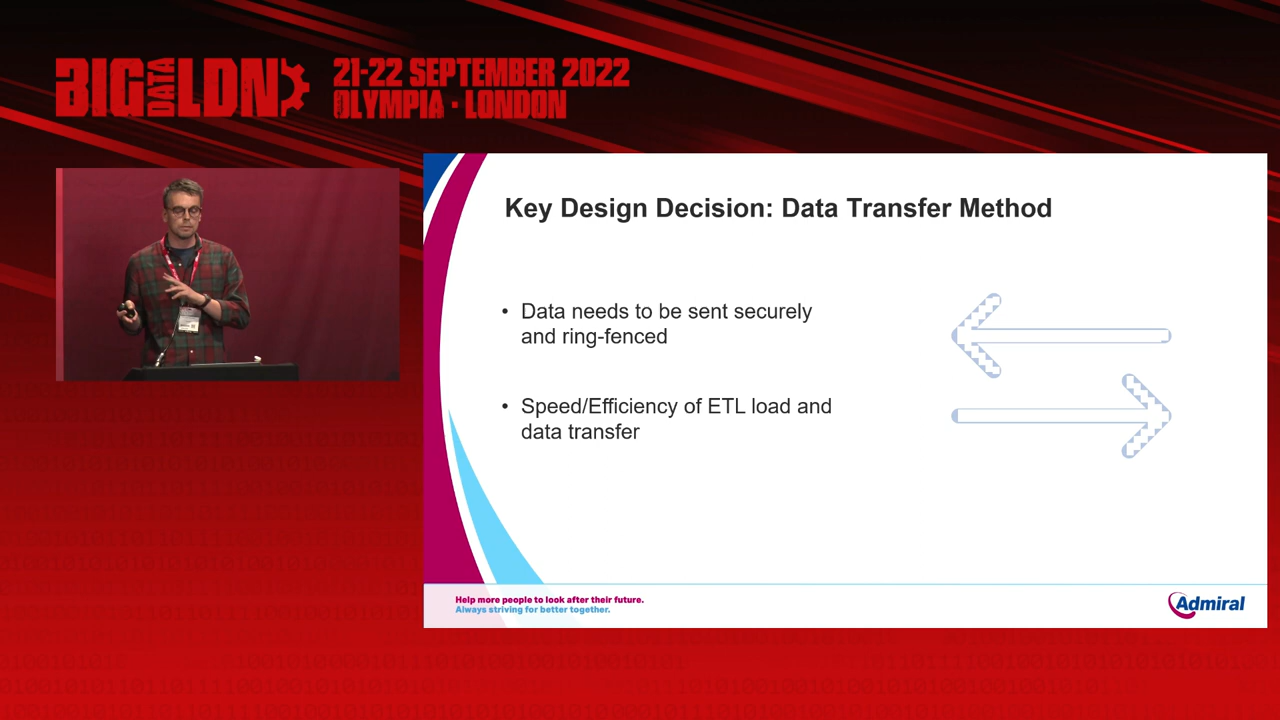 BIG DATA LDN
21-22 SEPTEMBER 2022
OLYMPIA · LONDON
Key Design Decision: Data Transfer Method
• Data needs to be sent securely
and ring-fenced
• Speed/Efficiency of ETL load and
data transfer
Help more people to look after their future.
Always striving for better together.
Admiral